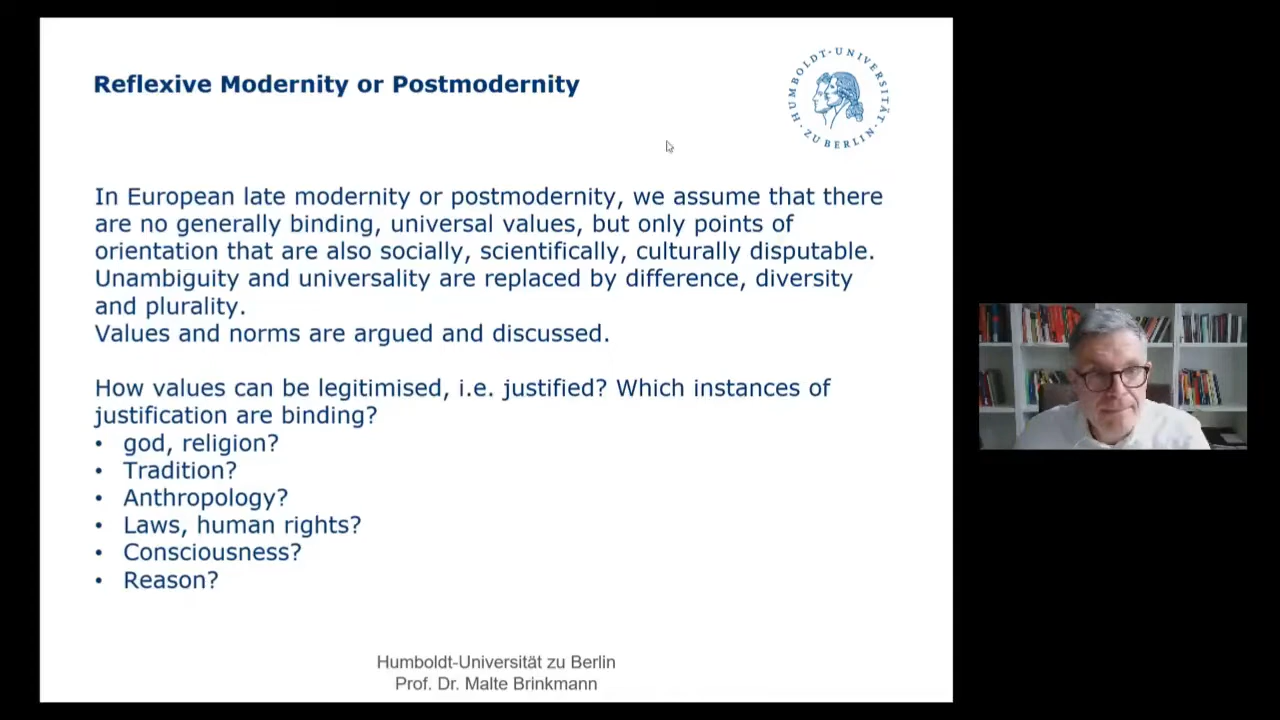 Reflexive Modernity or Postmodernity
HUMBOLDT-UNIVERSITÄT ZU BERLIN
In European late modernity or postmodernity, we assume that there
are no generally binding, universal values, but only points of
orientation that are also socially, scientifically, culturally disputable.
Unambiguity and universality are replaced by difference, diversity
and plurality.
Values and norms are argued and discussed.
How values can be legitimised, i.e. justified? Which instances of
justification are binding?
• god, religion?
• Tradition?
• Anthropology?
• Laws, human rights?
• Consciousness?
• Reason?
Humboldt-Universität zu Berlin
Prof. Dr. Malte Brinkmann